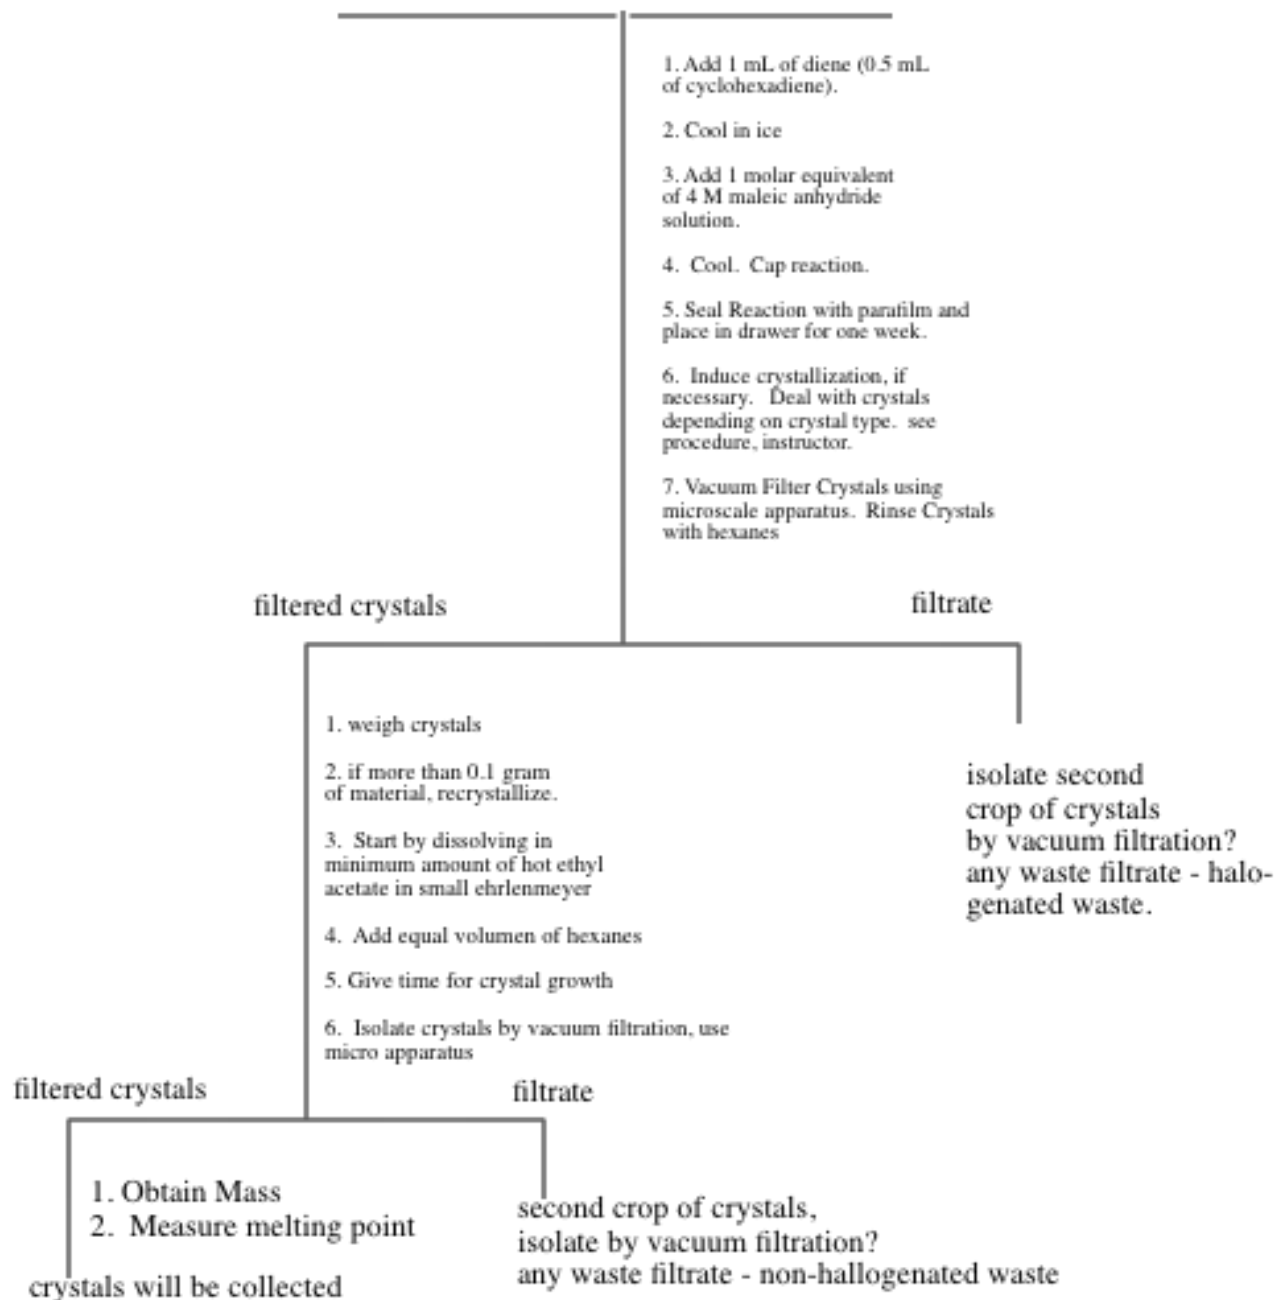 1. Add 1 mL of diene (0.5 mL
of cyclohexadiene).
2. Cool in ice
3. Add 1 molar equivalent
of 4 M maleic anhydride
solution.
4. Cool. Cap reaction.
5. Seal Reaction with parafilm and
place in drawer for one week.
6. Induce crystallization, if
necessary. Deal with crystals
depending on crystal type. see
procedure, instructor.
7. Vacuum Filter Crystals using
microscale apparatus. Rinse Crystals
with hexanes
filtered crystals
filtrate
1. weigh crystals
2. if more than 0.1 gram
of material, recrystallize.
3. Start by dissolving in
minimum amount of hot ethyl
acetate in small ehrlenmeyer
4. Add equal volumen of hexanes
5. Give time for crystal growth
6. Isolate crystals by vacuum filtration, use
micro apparatus
isolate second
crop of crystals
by vacuum filtration?
any waste filtrate - halo-
genated waste.
filtered crystals
filtrate
1. Obtain Mass
2. Measure melting point
crystals will be collected
second crop of crystals,
isolate by vacuum filtration?
any waste filtrate - non-hallogenated waste